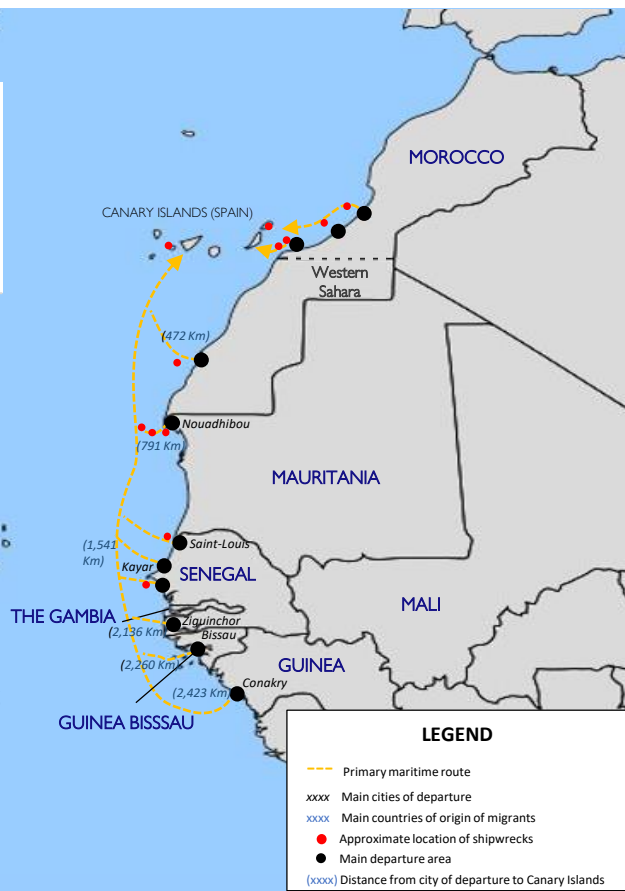 MOROCCO
CANARY ISLANDS (SPAIN)
Western
Sahara
(472 Km)
Nouadhibou
(791 Km)
MAURITANIA
Saint-Louis
(1,541
Km)
Kayar
SENEGAL
MALI
THE GAMBIA
Ziguinchor
(2,136 Km)
Bissau
(2,260 Km)
GUINEA
Conakry
(2,423 Km)
GUINEA BISSSAU
LEGEND
Primary maritime route
xxxx Main cities of departure
xxxx Main countries of origin of migrants
Approximate location of shipwrecks
Main departure area
(xxxx) Distance from city of departure to Canary Islands